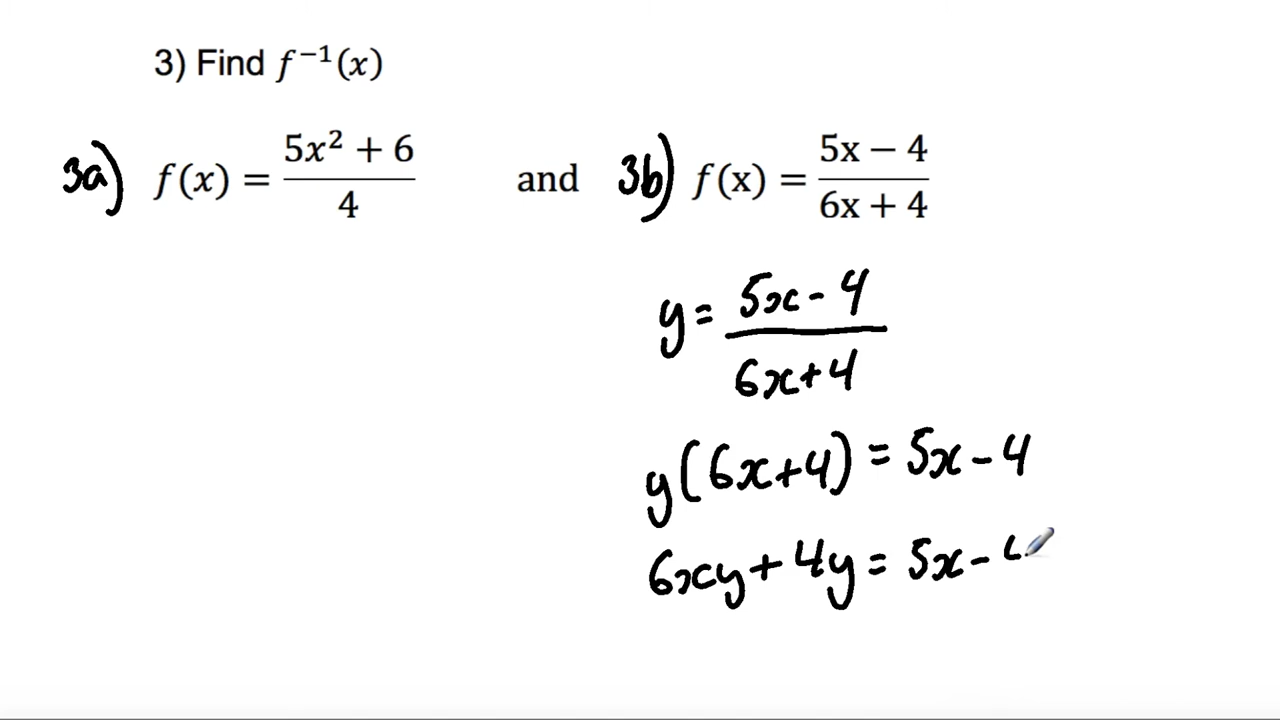 3) Find f⁻¹(x)
3a) f(x) = (5x² + 6)/4 and 3b) f(x) = (5x − 4)/(6x + 4)
y = (5x - 4)/(6x+4)
y(6x+4) = 5x - 4
6xy + 4y = 5x -